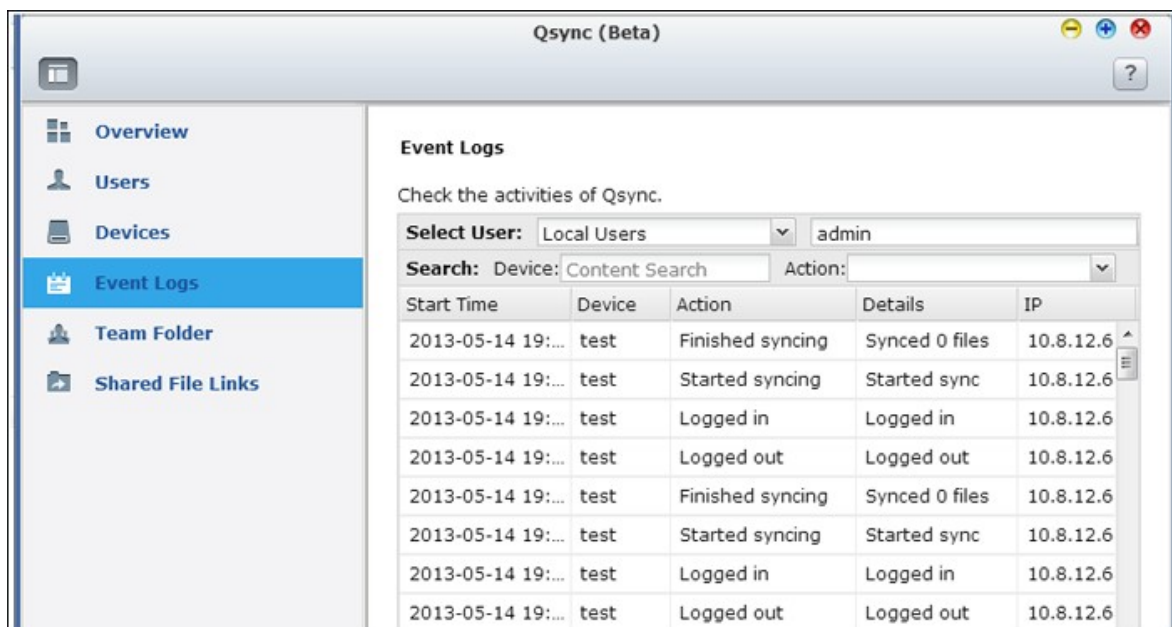 Qsync (Beta)
?
Overview
Users
Devices
Event Logs
Team Folder
Shared File Links
Event Logs
Check the activities of Qsync.
Select User: Local Users admin
Search: Device: Content Search Action:
Start Time Device Action Details IP
2013-05-14 19:... test Finished syncing Synced 0 files 10.8.12.6
2013-05-14 19:... test Started syncing Started sync 10.8.12.6
2013-05-14 19:... test Logged in Logged in 10.8.12.6
2013-05-14 19:... test Logged out Logged out 10.8.12.6
2013-05-14 19:... test Finished syncing Synced 0 files 10.8.12.6
2013-05-14 19:... test Started syncing Started sync 10.8.12.6
2013-05-14 19:... test Logged in Logged in 10.8.12.6
2013-05-14 19:... test Logged out Logged out 10.8.12.6